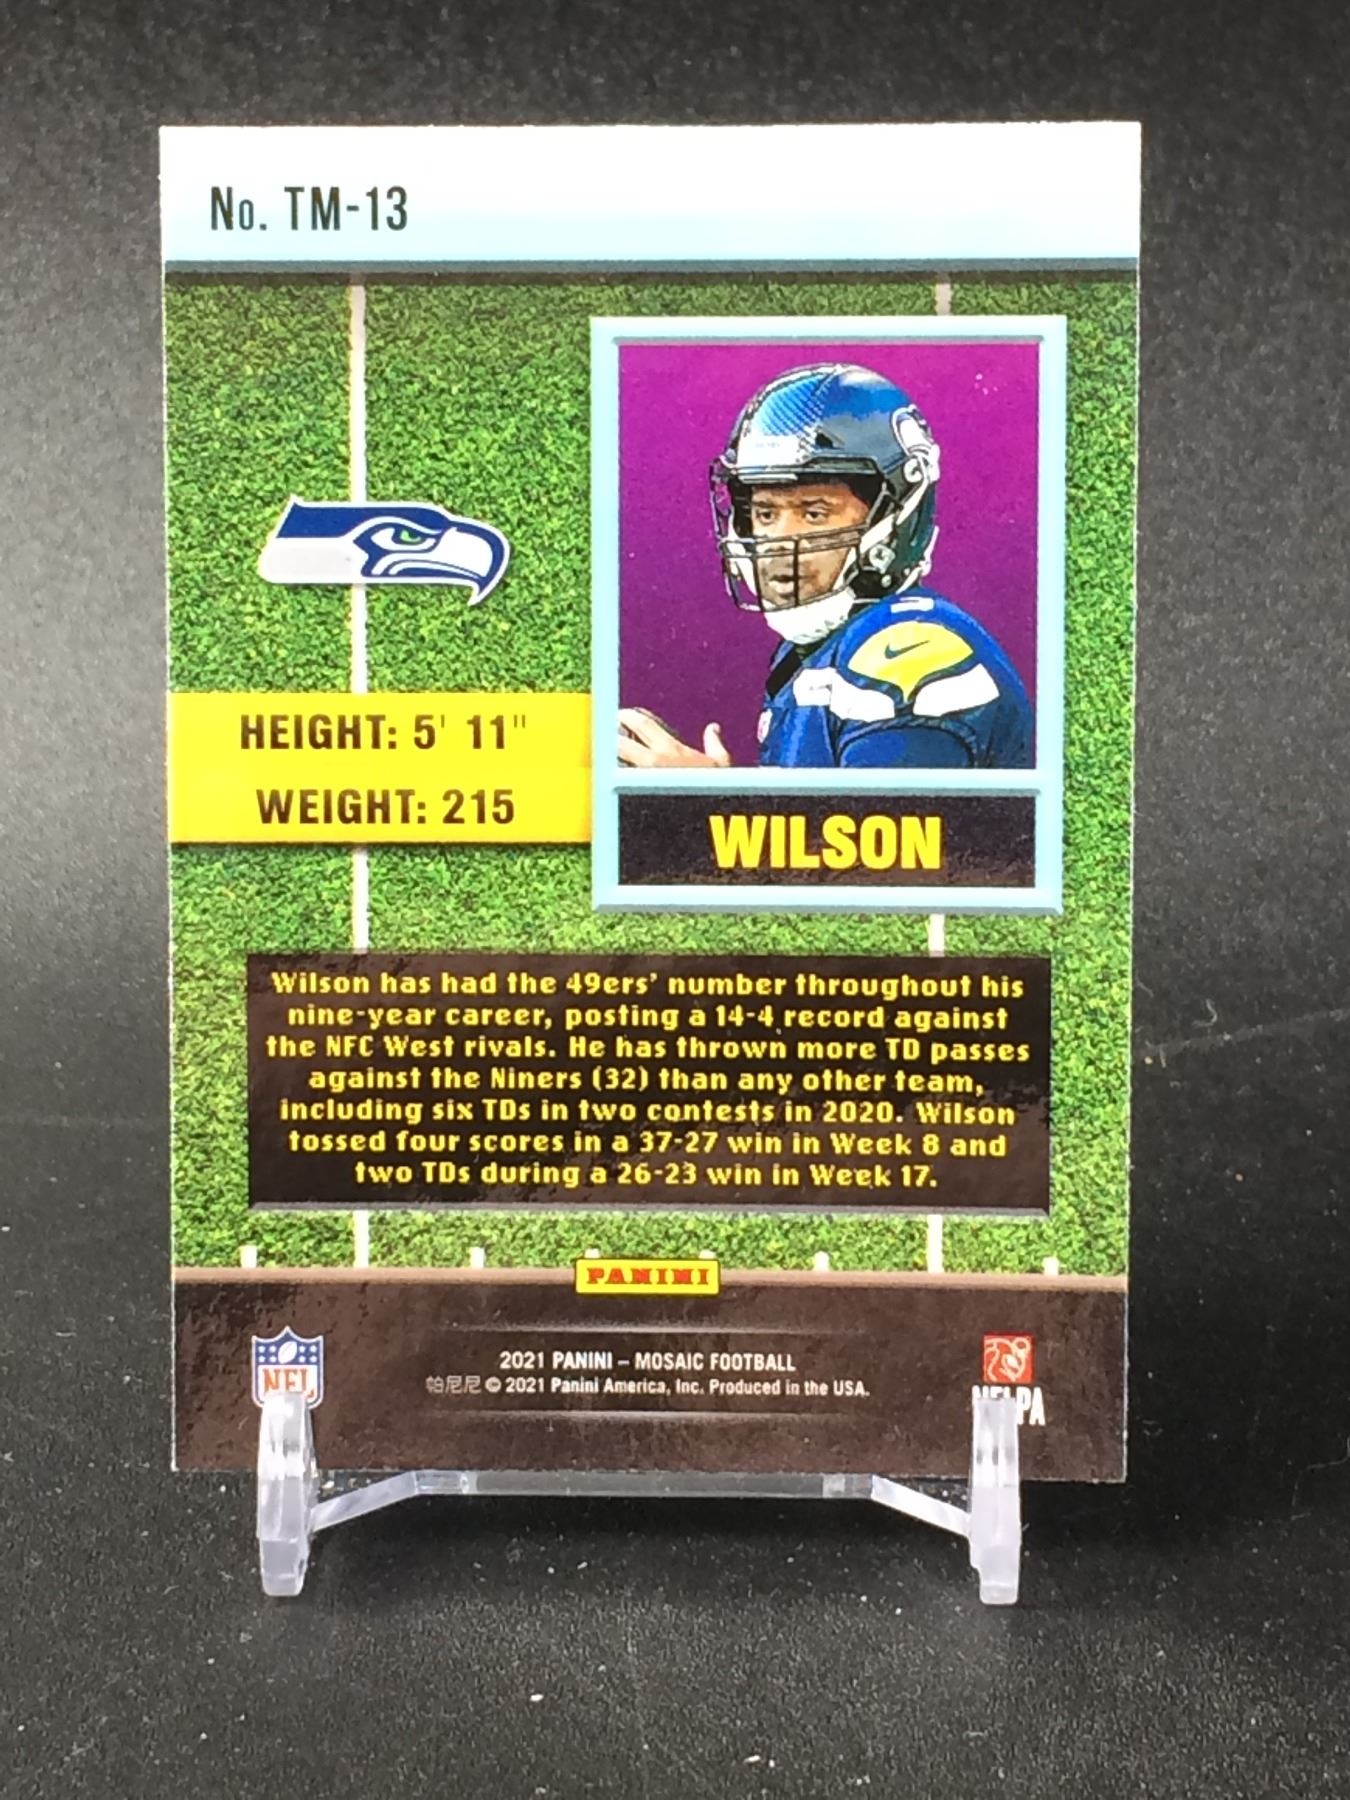 No. TM-13
HEIGHT: 5' 11"
WEIGHT: 215
WILSON
Wilson has had the 49ers' number throughout his
nine-year career, posting a 14-4 record against
the NFC West rivals. He has thrown more TD passes
against the Niners (32) than any other team,
including six TDs in two contests in 2020. Wilson
tossed four scores in a 37-27 win in Week 8 and
two TDs during a 26-23 win in Week 17.
PANINI
NFL
2021 PANINI – MOSAIC FOOTBALL
帕尼尼 © 2021 Panini America, Inc. Produced in the USA.